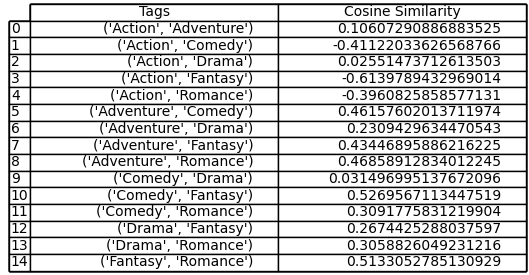 Tags Cosine Similarity
0 ('Action', 'Adventure') 0.10607290886883525
1 ('Action', 'Comedy') -0.41122033626568766
2 ('Action', 'Drama') 0.02551473712613503
3 ('Action', 'Fantasy') -0.6139789432969014
4 ('Action', 'Romance') -0.3960825858577131
5 ('Adventure', 'Comedy') 0.46157602013711974
6 ('Adventure', 'Drama') 0.2309429634470543
7 ('Adventure', 'Fantasy') 0.43446895886216225
8 ('Adventure', 'Romance') 0.46858912834012245
9 ('Comedy', 'Drama') 0.031496995137672096
10 ('Comedy', 'Fantasy') 0.5269567113447519
11 ('Comedy', 'Romance') 0.3091775831219904
12 ('Drama', 'Fantasy') 0.2674425288037597
13 ('Drama', 'Romance') 0.3058826049231216
14 ('Fantasy', 'Romance') 0.5133052785130929